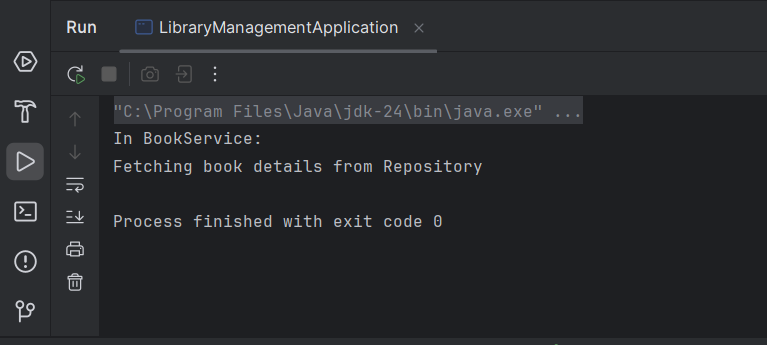 Run
LibraryManagementApplication
"C:\Program Files\Java\jdk-24\bin\java.exe" ...
In BookService:
Fetching book details from Repository
Process finished with exit code 0